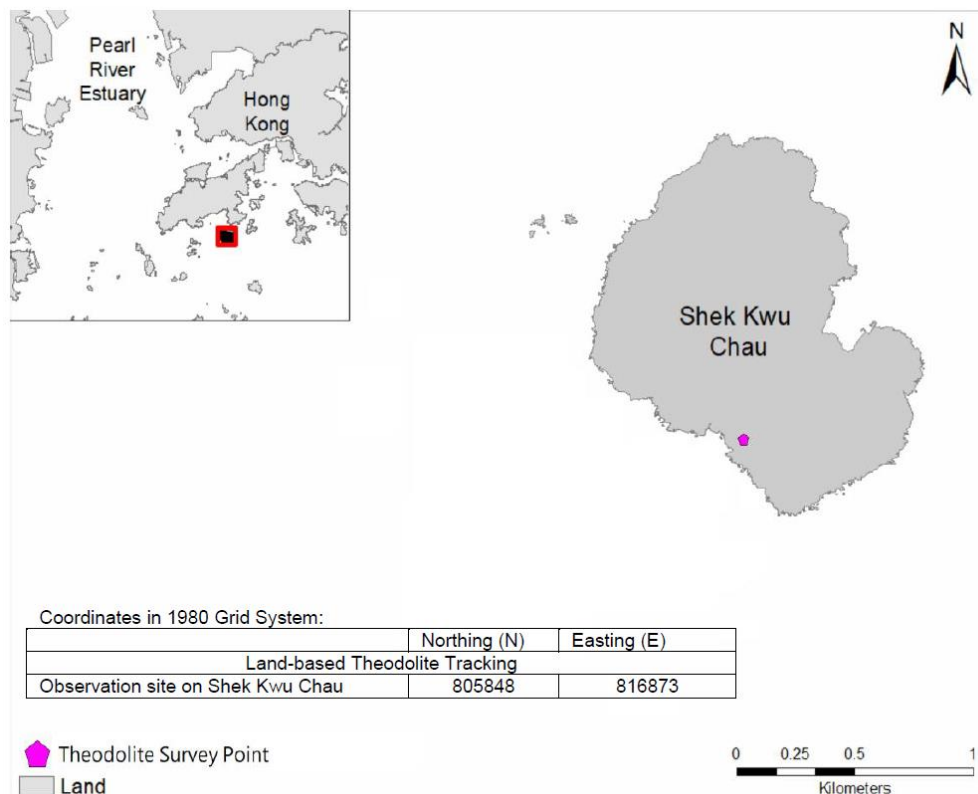 Pearl
River
Estuary
Hong
Kong
N
Shek Kwu
Chau
Coordinates in 1980 Grid System:
Northing (N) Easting (E)
Land-based Theodolite Tracking
Observation site on Shek Kwu Chau 805848 816873
Theodolite Survey Point
Land
0 0.25 0.5 1
Kilometers